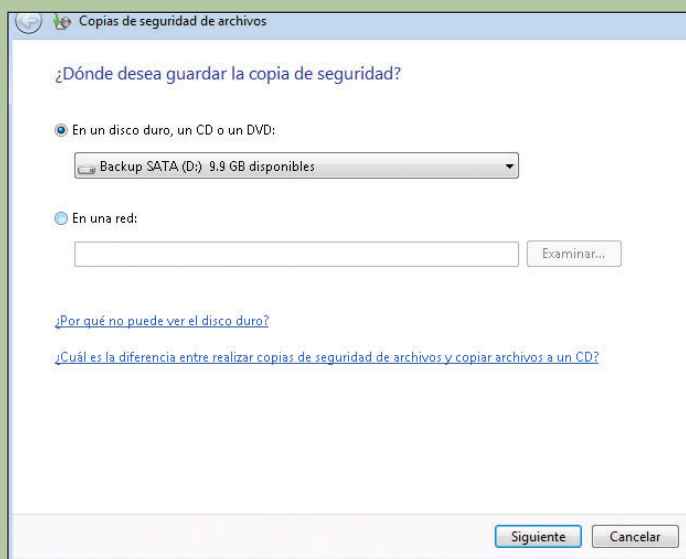 Copias de seguridad de archivos
¿Dónde desea guardar la copia de seguridad?
En un disco duro, un CD o un DVD:
Backup SATA (D:) 9.9 GB disponibles
En una red:
Examinar...
¿Por qué no puede ver el disco duro?
¿Cuál es la diferencia entre realizar copias de seguridad de archivos y copiar archivos a un CD?
Siguiente Cancelar